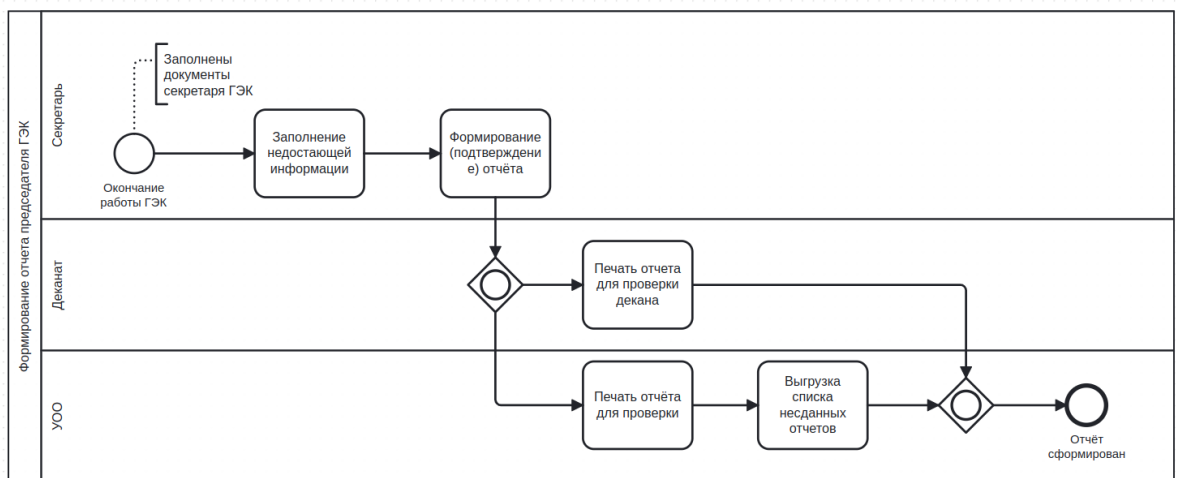 Формирование отчета председателя ГЭК
Секретарь
Заполнены
документы
секретаря ГЭК
Окончание
работы ГЭК
Заполнение
недостающей
информации
Формирование
(подтверждени
е) отчёта
Деканат
Печать отчета
для проверки
декана
УОО
Печать отчёта
для проверки
Выгрузка
списка
несданных
отчетов
Отчёт
сформирован